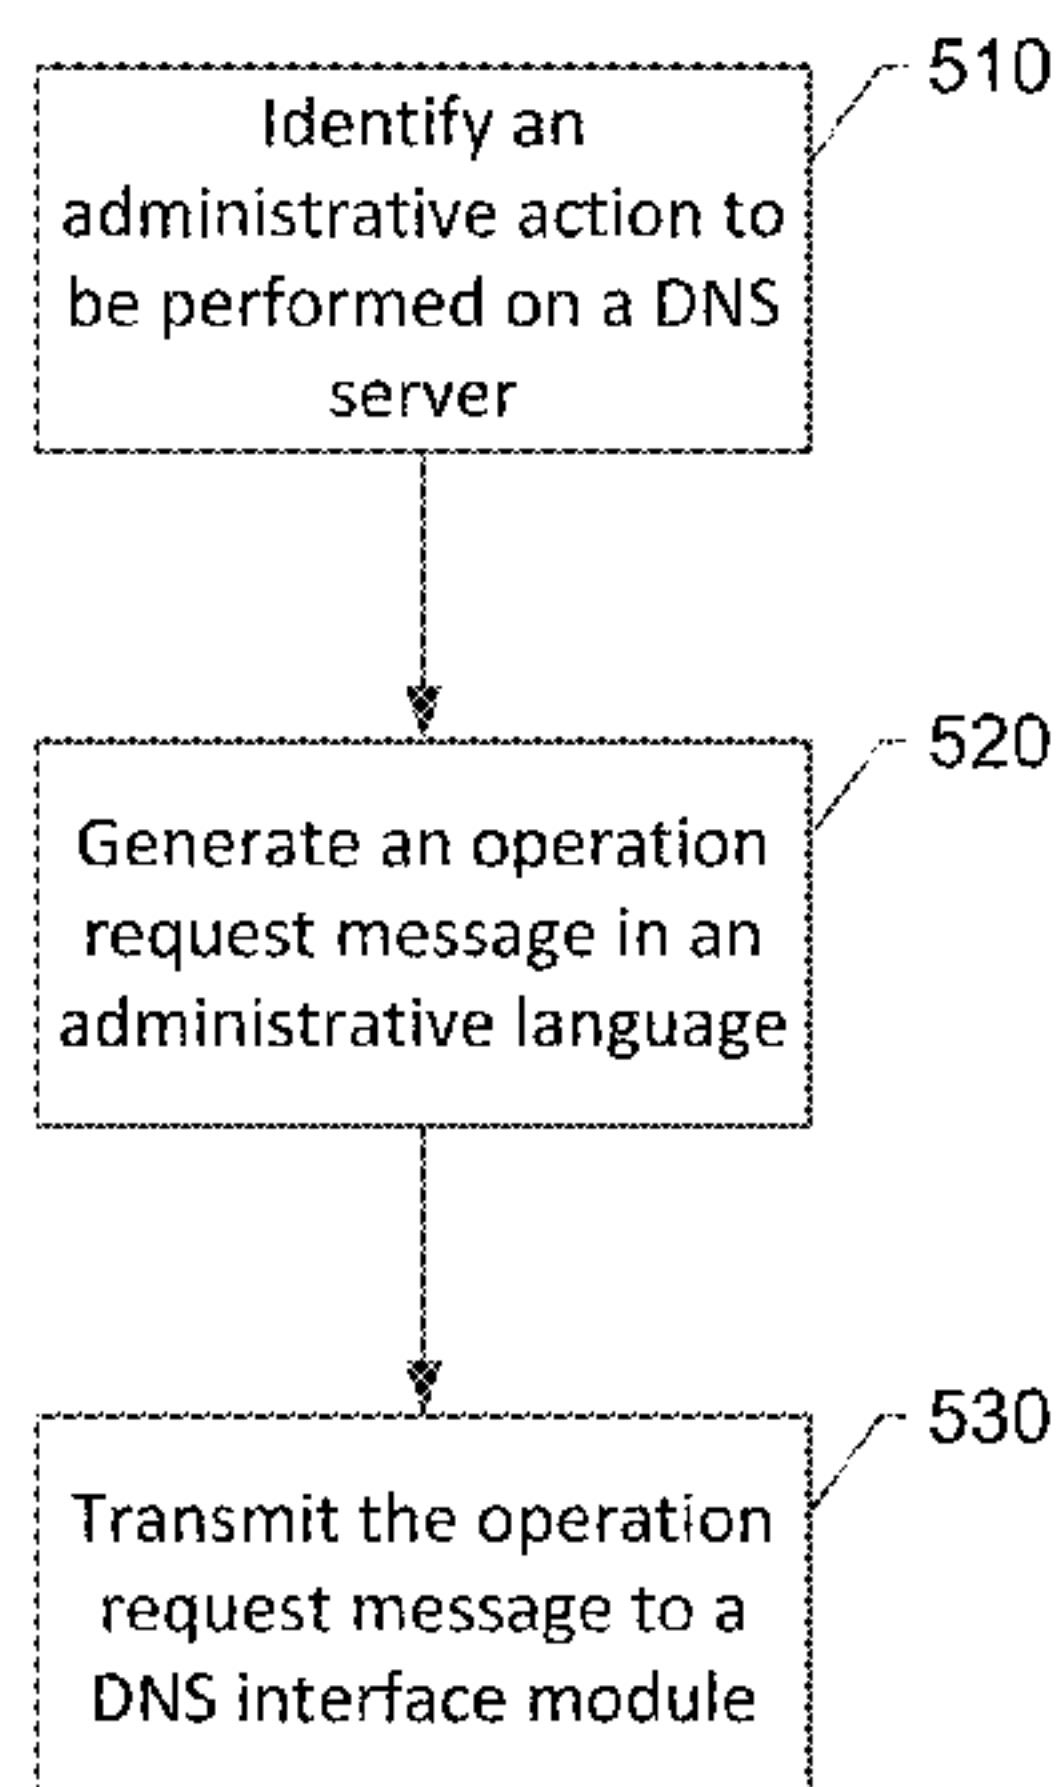 510
Identify an
administrative action to
be performed on a DNS
server
520
Generate an operation
request message in an
administrative language
530
Transmit the operation
request message to a
DNS interface module